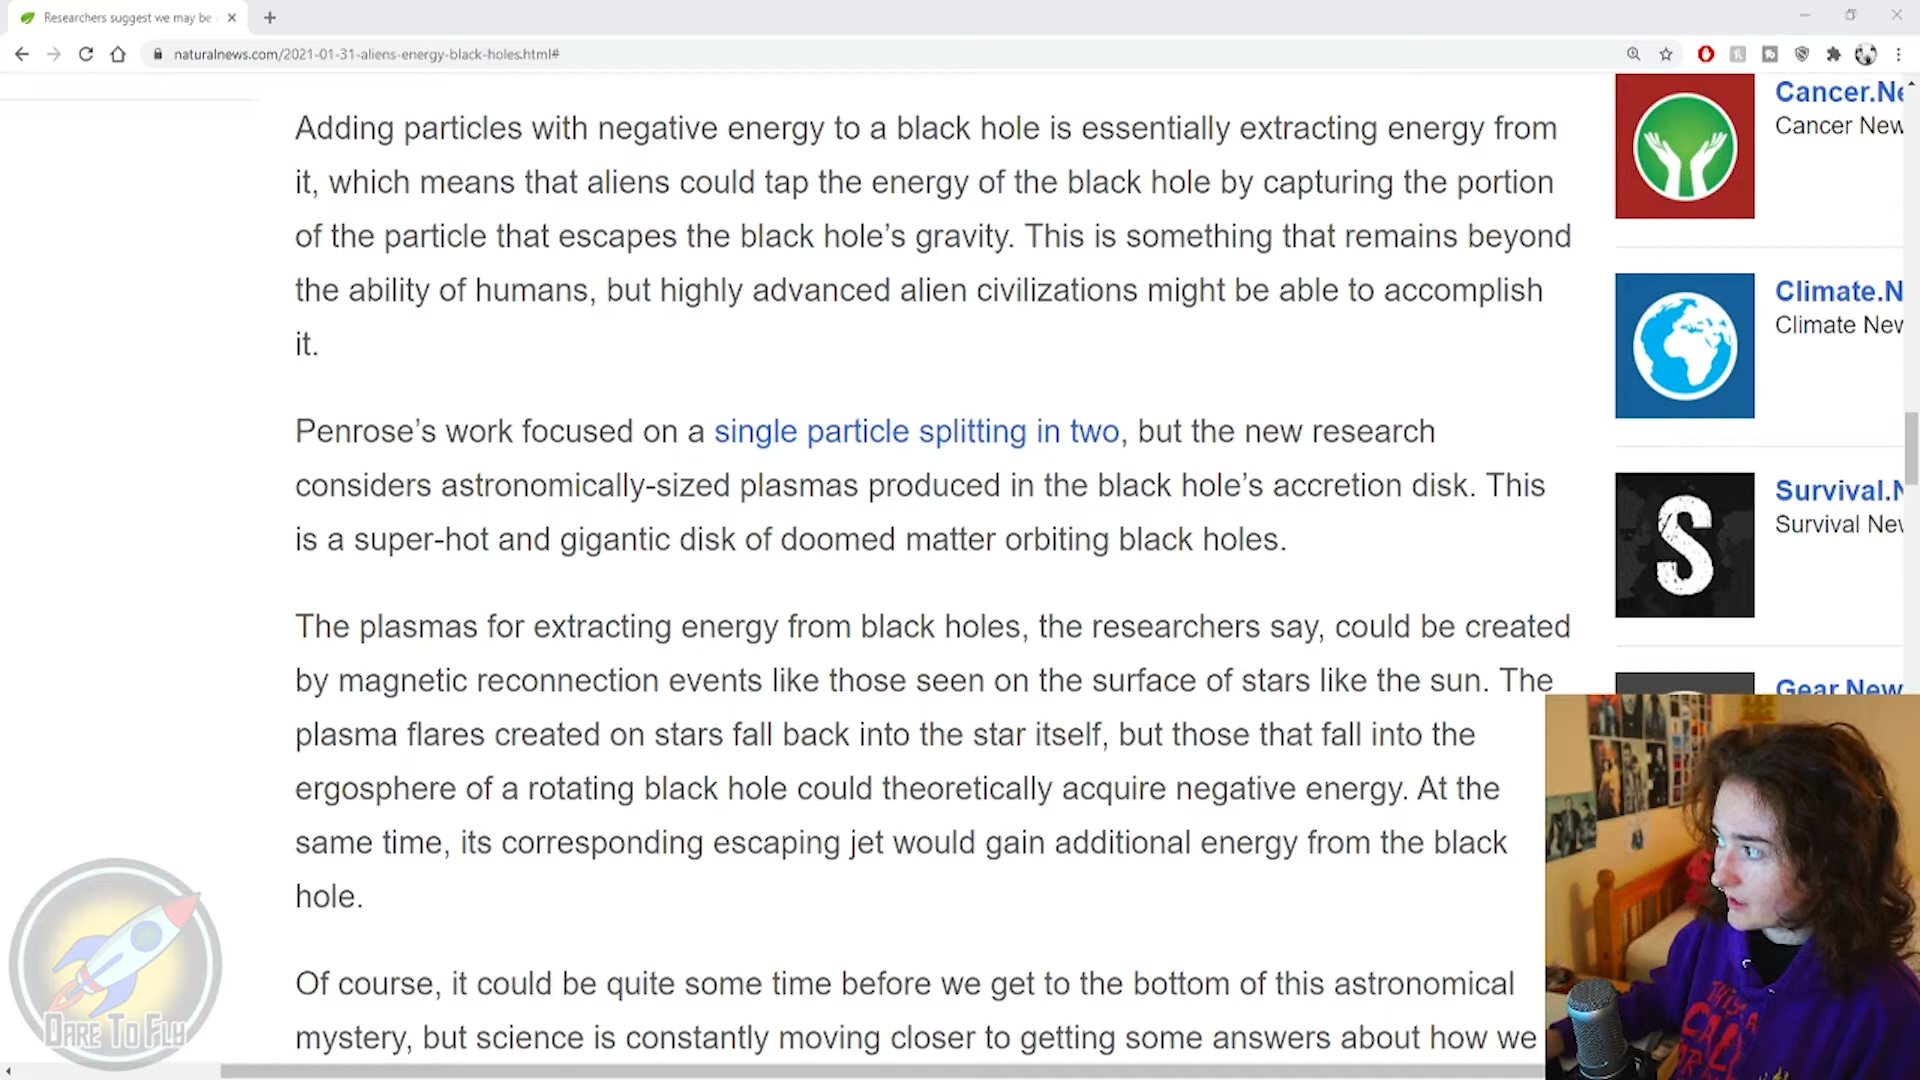 Researchers suggest we may be
naturalnews.com/2021-01-31-aliens-energy-black-holes.html#
Adding particles with negative energy to a black hole is essentially extracting energy from
it, which means that aliens could tap the energy of the black hole by capturing the portion
of the particle that escapes the black hole’s gravity. This is something that remains beyond
the ability of humans, but highly advanced alien civilizations might be able to accomplish
it.
Penrose’s work focused on a single particle splitting in two, but the new research
considers astronomically-sized plasmas produced in the black hole’s accretion disk. This
is a super-hot and gigantic disk of doomed matter orbiting black holes.
The plasmas for extracting energy from black holes, the researchers say, could be created
by magnetic reconnection events like those seen on the surface of stars like the sun. The
plasma flares created on stars fall back into the star itself, but those that fall into the
ergosphere of a rotating black hole could theoretically acquire negative energy. At the
same time, its corresponding escaping jet would gain additional energy from the black
hole.
Of course, it could be quite some time before we get to the bottom of this astronomical
mystery, but science is constantly moving closer to getting some answers about how we
Cancer.Ne
Cancer New
Climate.N
Climate New
S
Survival.N
Survival New
Gear.New
DARE TO FLY